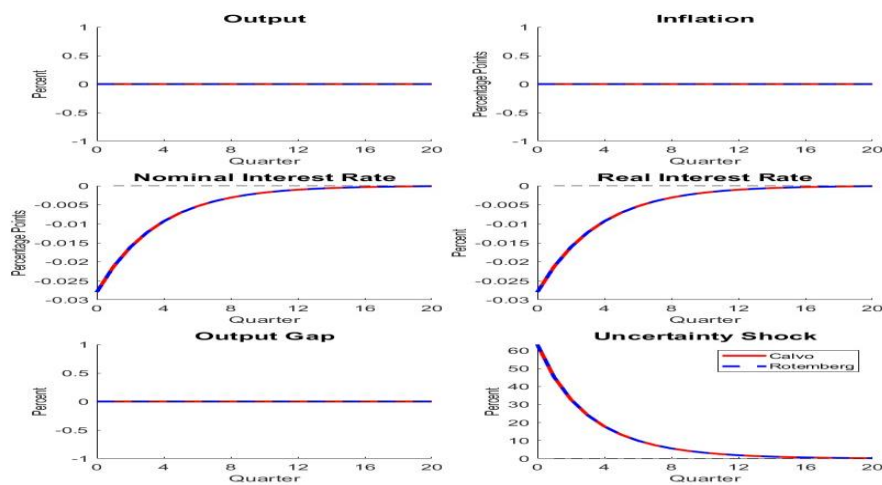 Output
Percent
1
0.5
0
-0.5
-1
0 4 8 12 16 20
Quarter
Inflation
Percentage Points
1
0.5
0
-0.5
-1
0 4 8 12 16 20
Quarter
Nominal Interest Rate
Percentage Points
0
-0.005
-0.01
-0.015
-0.02
-0.025
-0.03
0 4 8 12 16 20
Quarter
Real Interest Rate
Percent
0
-0.005
-0.01
-0.015
-0.02
-0.025
-0.03
0 4 8 12 16 20
Quarter
Output Gap
Percent
1
0.5
0
-0.5
-1
0 4 8 12 16 20
Quarter
Uncertainty Shock
Percent
60
50
40
30
20
10
0
Calvo
Rotemberg
0 4 8 12 16 20
Quarter